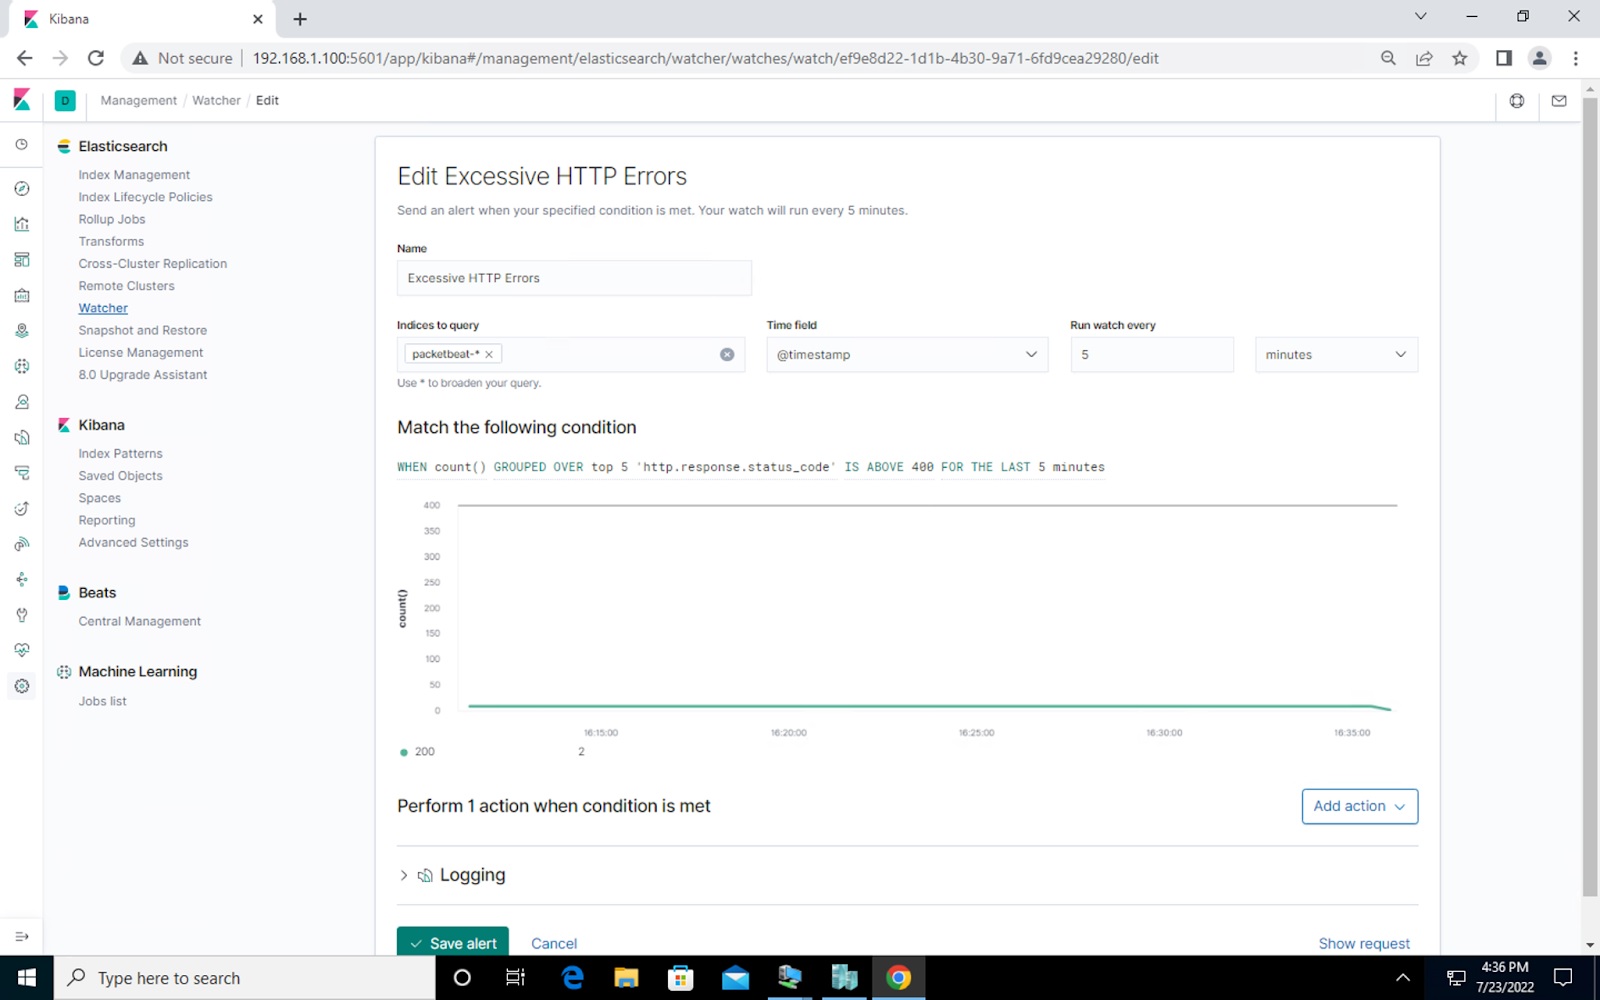 Kibana
Not secure
192.168.1.100:5601/app/kibana#/management/elasticsearch/watcher/watches/watch/ef9e8d22-1d1b-4b30-9a71-6fd9cea29280/edit
D
Management / Watcher / Edit
Elasticsearch
Index Management
Index Lifecycle Policies
Rollup Jobs
Transforms
Cross-Cluster Replication
Remote Clusters
Watcher
Snapshot and Restore
License Management
8.0 Upgrade Assistant
Kibana
Index Patterns
Saved Objects
Spaces
Reporting
Advanced Settings
Beats
Central Management
Machine Learning
Jobs list
Edit Excessive HTTP Errors
Send an alert when your specified condition is met. Your watch will run every 5 minutes.
Name
Excessive HTTP Errors
Indices to query
packetbeat-*
Use * to broaden your query.
Time field
@timestamp
Run watch every
5
minutes
Match the following condition
WHEN count() GROUPED OVER top 5 'http.response.status_code' IS ABOVE 400 FOR THE LAST 5 minutes
400
350
300
250
200
150
100
50
0
count()
16:15:00 16:20:00 16:25:00 16:30:00 16:35:00
200 2
Perform 1 action when condition is met
Add action
Logging
Save alert
Cancel
Show request
Type here to search
4:36 PM
7/23/2022